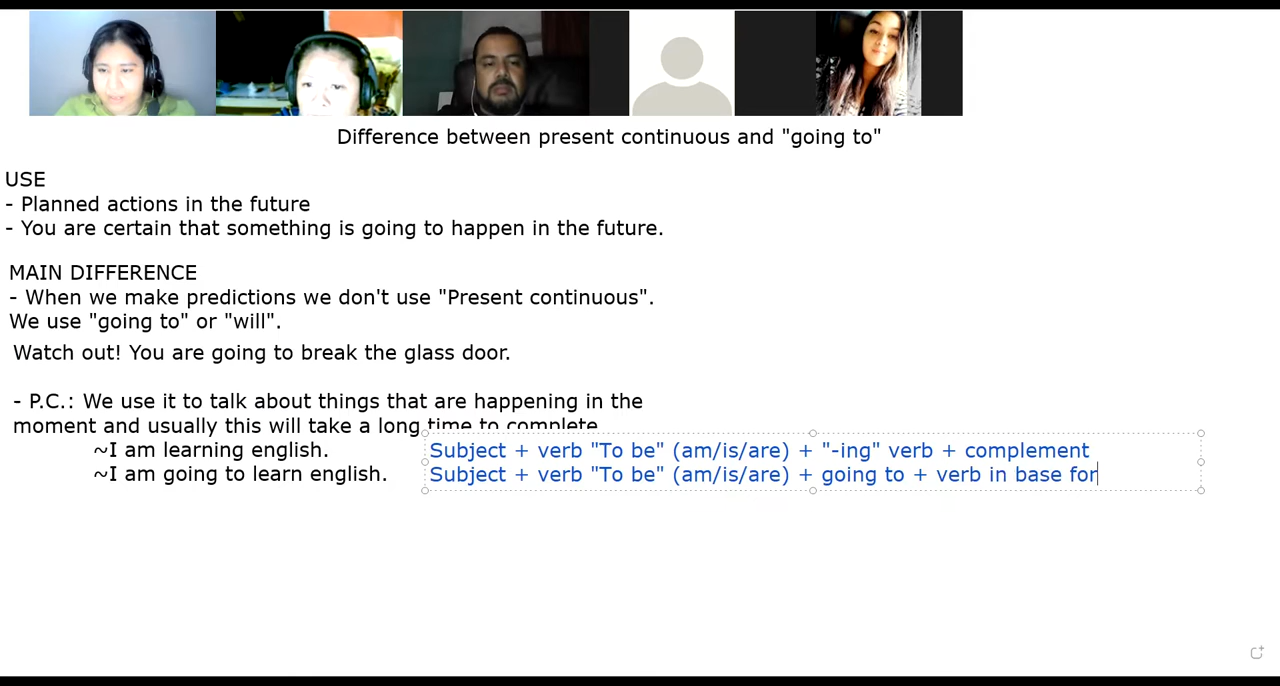 Difference between present continuous and "going to"
USE
- Planned actions in the future
- You are certain that something is going to happen in the future.
MAIN DIFFERENCE
- When we make predictions we don't use "Present continuous".
We use "going to" or "will".
Watch out! You are going to break the glass door.
- P.C.: We use it to talk about things that are happening in the
moment and usually this will take a long time to complete
~I am learning english.
~I am going to learn english.
Subject + verb "To be" (am/is/are) + "-ing" verb + complement
Subject + verb "To be" (am/is/are) + going to + verb in base for